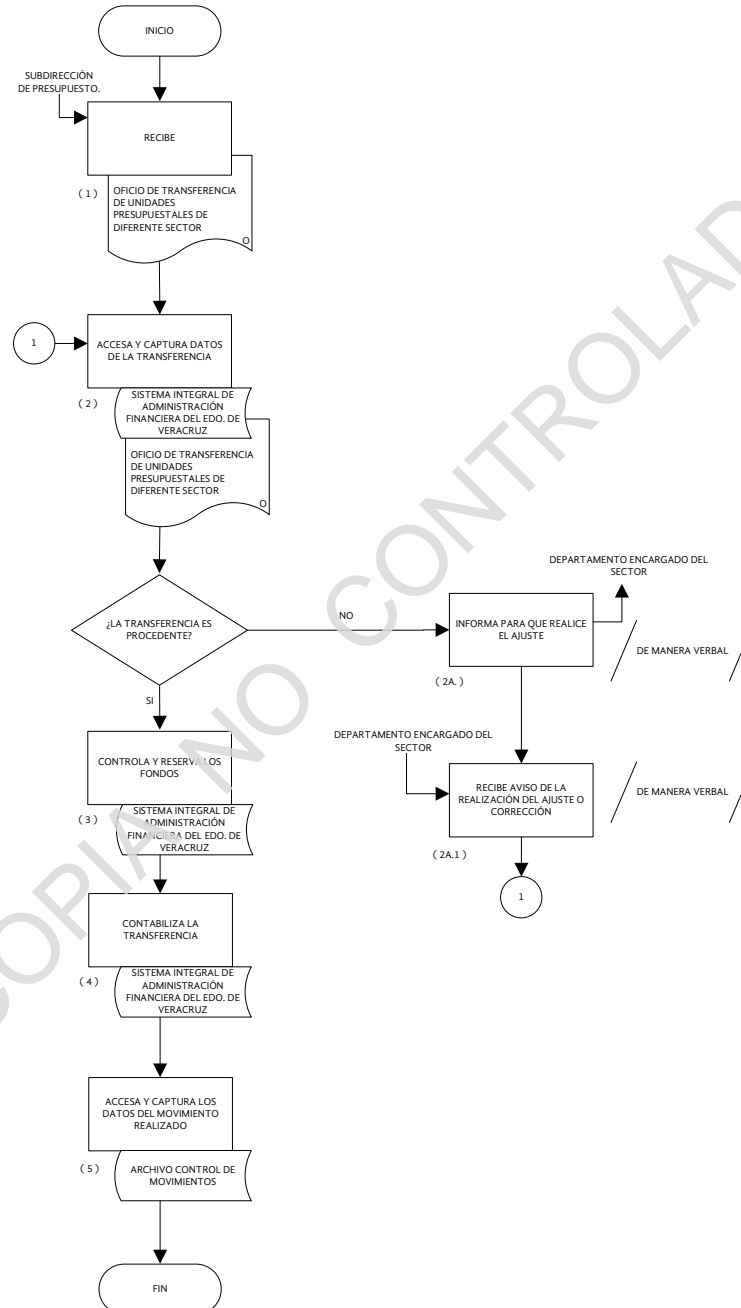 INICIO
SUBDIRECCIÓN
DE PRESUPUESTO.
RECIBE
( 1 )
OFICIO DE TRANSFERENCIA
DE UNIDADES
PRESUPUESTALES DE
DIFERENTE SECTOR
O
1
ACCESA Y CAPTURA DATOS
DE LA TRANSFERENCIA
( 2 )
SISTEMA INTEGRAL DE
ADMINISTRACIÓN
FINANCIERA DEL EDO. DE
VERACRUZ
OFICIO DE TRANSFERENCIA
DE UNIDADES
PRESUPUESTALES DE
DIFERENTE SECTOR
O
¿LA TRANSFERENCIA ES
PROCEDENTE?
NO
DEPARTAMENTO ENCARGADO DEL
SECTOR
INFORMA PARA QUE REALICE
EL AJUSTE
DE MANERA VERBAL
( 2A. )
DEPARTAMENTO ENCARGADO DEL
SECTOR
RECIBE AVISO DE LA
REALIZACIÓN DEL AJUSTE O
CORRECCIÓN
DE MANERA VERBAL
( 2A.1 )
1
SI
CONTROLA Y RESERVA LOS
FONDOS
( 3 )
SISTEMA INTEGRAL DE
ADMINISTRACIÓN
FINANCIERA DEL EDO. DE
VERACRUZ
CONTABILIZA LA
TRANSFERENCIA
( 4 )
SISTEMA INTEGRAL DE
ADMINISTRACIÓN
FINANCIERA DEL EDO. DE
VERACRUZ
ACCESA Y CAPTURA LOS
DATOS DEL MOVIMIENTO
REALIZADO
( 5 )
ARCHIVO CONTROL DE
MOVIMIENTOS
FIN
COPIA NO CONTROLAD